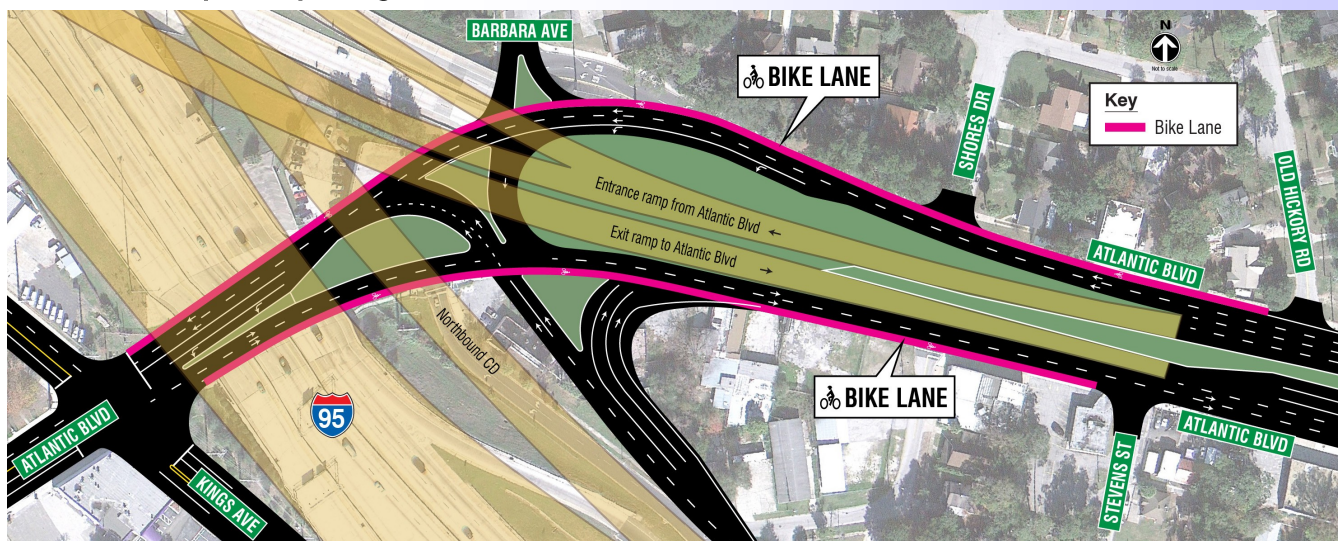 BARBARA AVE
BIKE LANE
N
Not to scale
Key
Bike Lane
SHORES DR
OLD HICKORY RD
Entrance ramp from Atlantic Blvd
Exit ramp to Atlantic Blvd
ATLANTIC BLVD
Northbound CD
95
BIKE LANE
ATLANTIC BLVD
KINGS AVE
STEVENS ST
ATLANTIC BLVD